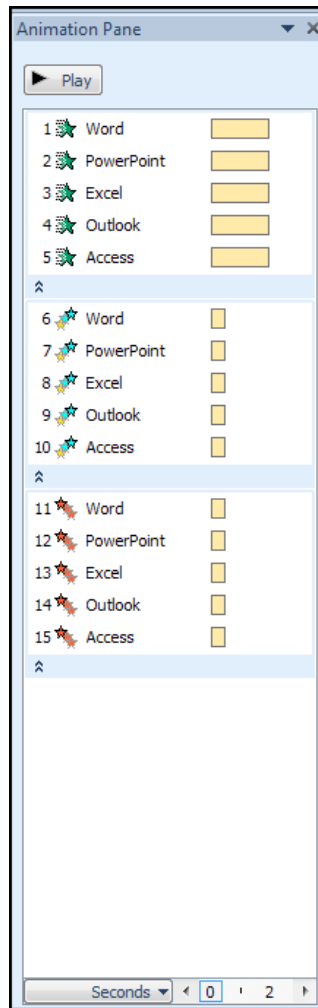 Animation Pane
Play
1 Word
2 PowerPoint
3 Excel
4 Outlook
5 Access
6 Word
7 PowerPoint
8 Excel
9 Outlook
10 Access
11 Word
12 PowerPoint
13 Excel
14 Outlook
15 Access
Seconds 0 2